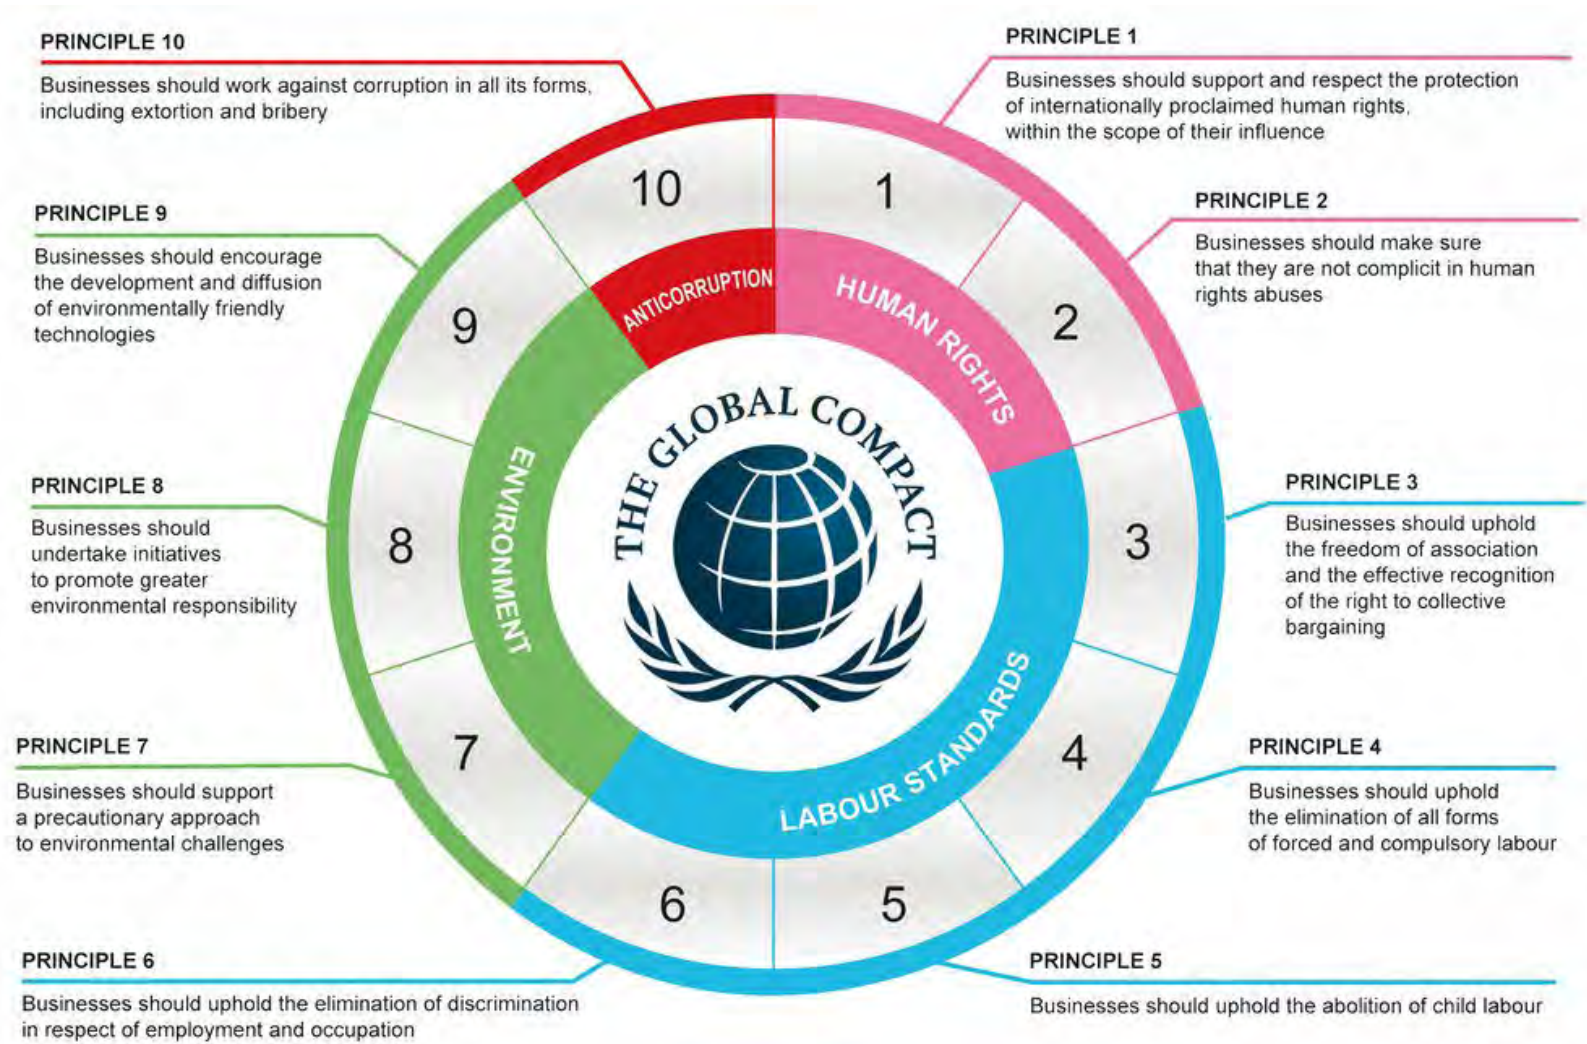 PRINCIPLE 10
Businesses should work against corruption in all its forms,
including extortion and bribery
PRINCIPLE 1
Businesses should support and respect the protection
of internationally proclaimed human rights,
within the scope of their influence
PRINCIPLE 2
Businesses should make sure
that they are not complicit in human
rights abuses
PRINCIPLE 9
Businesses should encourage
the development and diffusion
of environmentally friendly
technologies
PRINCIPLE 8
Businesses should
undertake initiatives
to promote greater
environmental responsibility
PRINCIPLE 3
Businesses should uphold
the freedom of association
and the effective recognition
of the right to collective
bargaining
PRINCIPLE 7
Businesses should support
a precautionary approach
to environmental challenges
PRINCIPLE 4
Businesses should uphold
the elimination of all forms
of forced and compulsory labour
PRINCIPLE 6
Businesses should uphold the elimination of discrimination
in respect of employment and occupation
PRINCIPLE 5
Businesses should uphold the abolition of child labour
10
1
2
3
4
5
6
7
8
9
ANTICORRUPTION
HUMAN RIGHTS
LABOUR STANDARDS
ENVIRONMENT
THE GLOBAL COMPACT